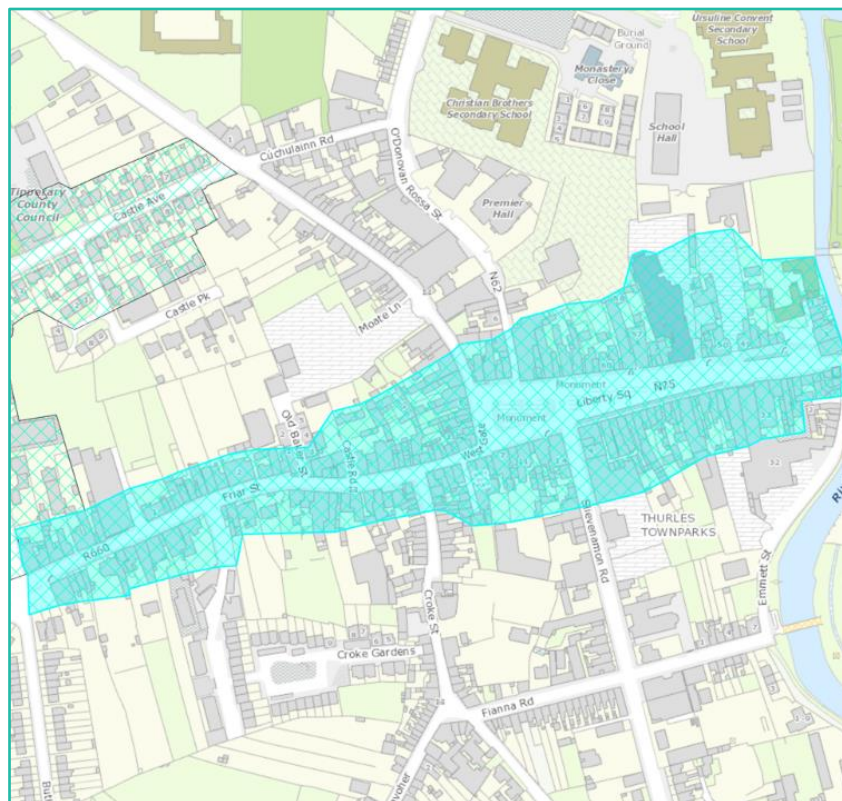 Ursuline Convent
Secondary
School
Burial
Ground
Monastery
Close
Christian Brothers
Secondary School
School
Hall
Cuchulainn Rd
O'Donovan Rossa St
Tipperary
County
Council
Castle Ave
Premier
Hall
Castle Pk
N62
Moate Ln
Monument
Liberty Sq
N75
Monument
Old Baker St
Castle Rd
West Gate
Friar St
R660
32
Slievenamon Rd
THURLES
TOWNPARKS
Emmett St
Croke St
Croke Gardens
Fianna Rd